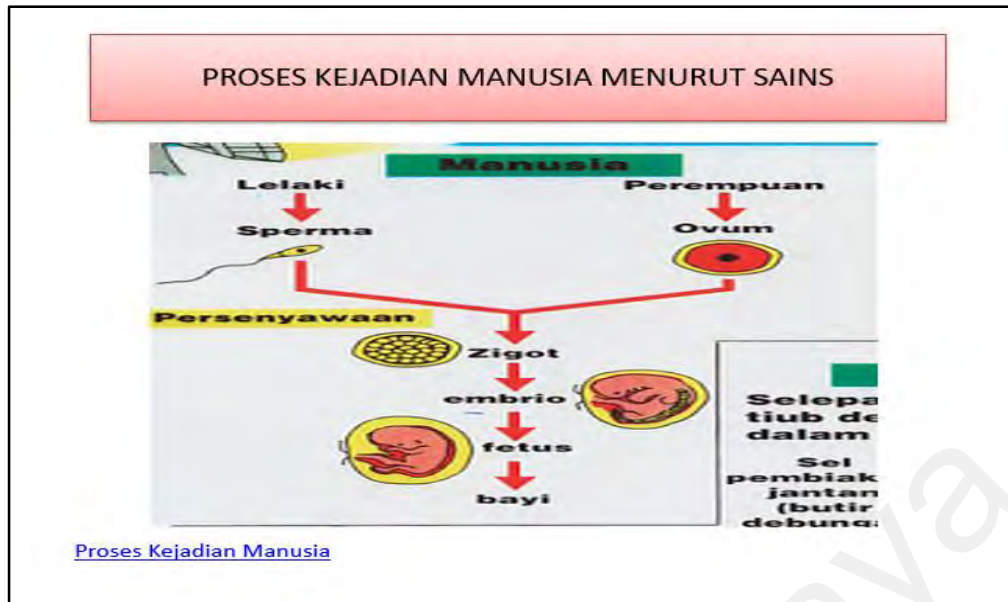 PROSES KEJADIAN MANUSIA MENURUT SAINS
Manusia
Lelaki
Perempuan
Sperma
Ovum
Persenyawaan
Zigot
embrio
fetus
bayi
Selepa
tiub de
dalam
Sel
pembiak
jantan
(butir
debunga
Proses Kejadian Manusia